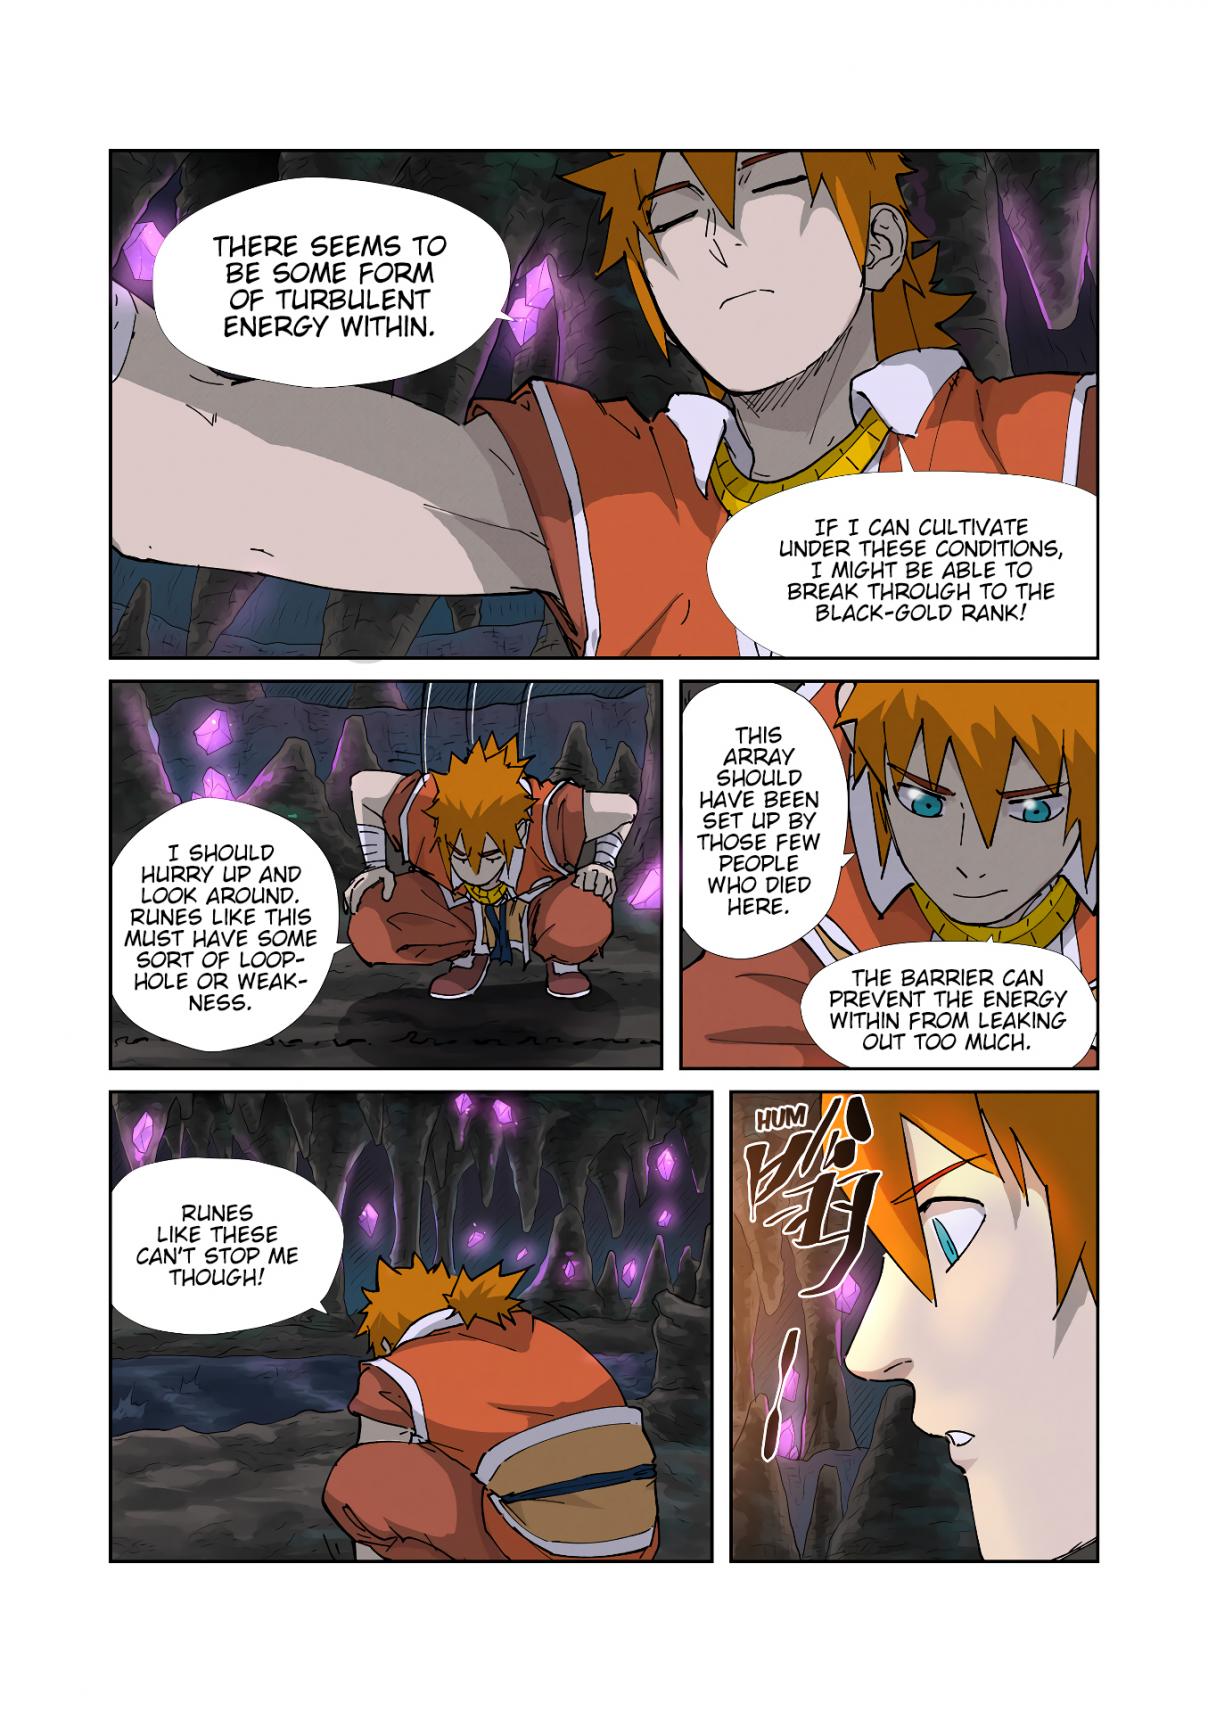 THERE SEEMS TO
BE SOME FORM
OF TURBULENT
ENERGY WITHIN.
IF I CAN CULTIVATE
UNDER THESE CONDITIONS,
I MIGHT BE ABLE TO
BREAK THROUGH TO THE
BLACK-GOLD RANK!
I SHOULD
HURRY UP AND
LOOK AROUND.
RUNES LIKE THIS
MUST HAVE SOME
SORT OF LOOP-
HOLE OR WEAK-
NESS.
THIS
ARRAY
SHOULD
HAVE BEEN
SET UP BY
THOSE FEW
PEOPLE
WHO DIED
HERE.
THE BARRIER CAN
PREVENT THE ENERGY
WITHIN FROM LEAKING
OUT TOO MUCH.
RUNES
LIKE THESE
CAN'T STOP ME
THOUGH!
HUM